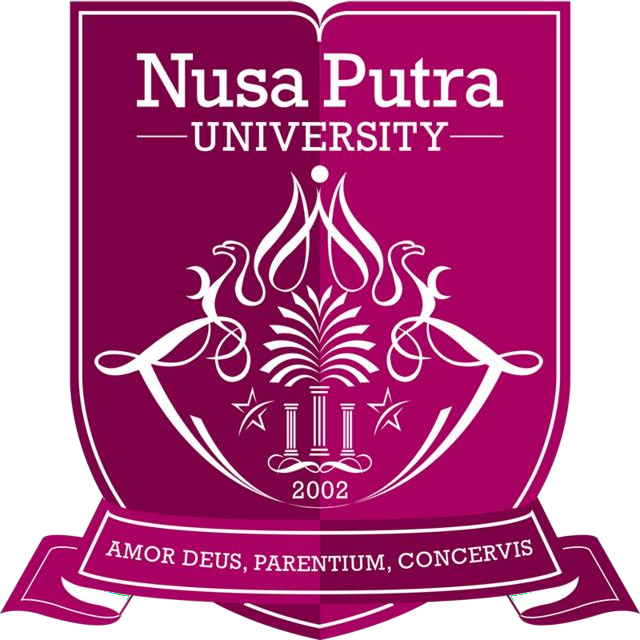 Nusa Putra
UNIVERSITY
2002
AMOR DEUS, PARENTIUM, CONCERVIS